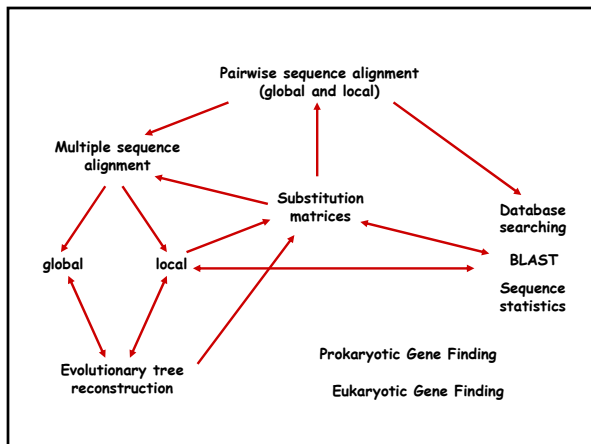 Pairwise sequence alignment
(global and local)
Multiple sequence
alignment
Substitution
matrices
Database
searching
global
local
BLAST
Sequence
statistics
Prokaryotic Gene Finding
Evolutionary tree
reconstruction
Eukaryotic Gene Finding